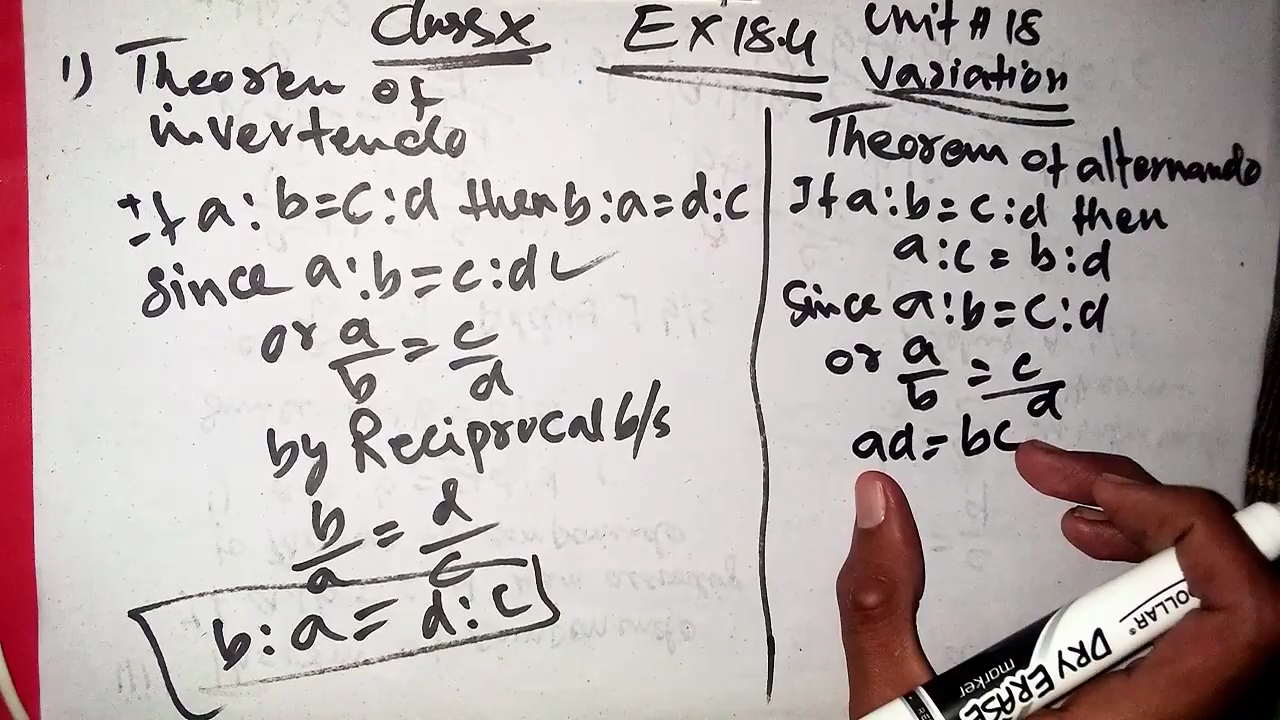 Class X Ex 18.4 Unit # 18
Variation
1) Theorem of
invertendo
If a : b = c : d then b : a = d : c
Since a : b = c : d
or a/b = c/d
by Reciprocal b/s
b/a = d/c
b : a = d : c
Theorem of alternando
If a : b = c : d then
a : c = b : d
Since a : b = c : d
or a/b = c/d
ad = bc
OLLAR® DRY ERASE
marker